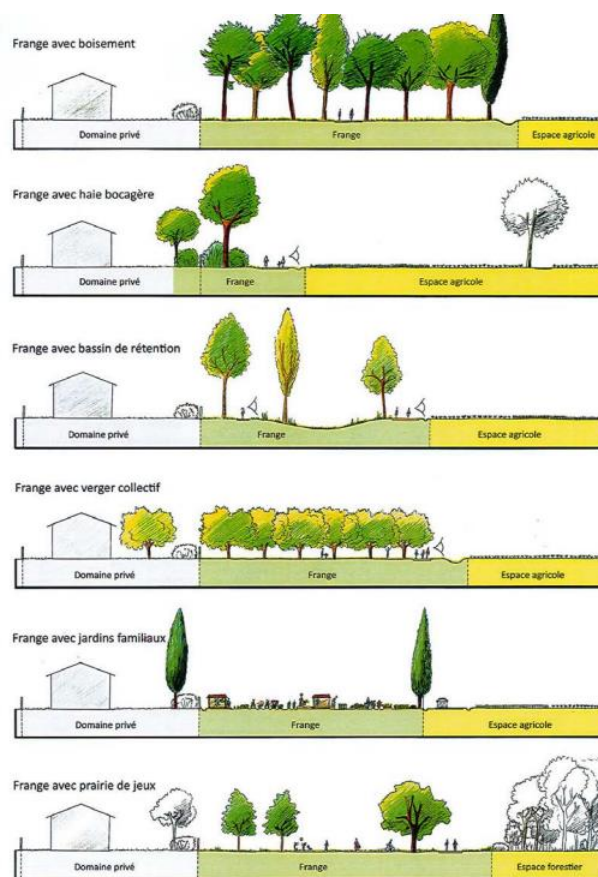 Frange avec boisement
Domaine privé Frange Espace agricole
Frange avec haie bocagère
Domaine privé Frange Espace agricole
Frange avec bassin de rétention
Domaine privé Frange Espace agricole
Frange avec verger collectif
Domaine privé Frange Espace agricole
Frange avec jardins familiaux
Domaine privé Frange Espace agricole
Frange avec prairie de jeux
Domaine privé Frange Espace forestier